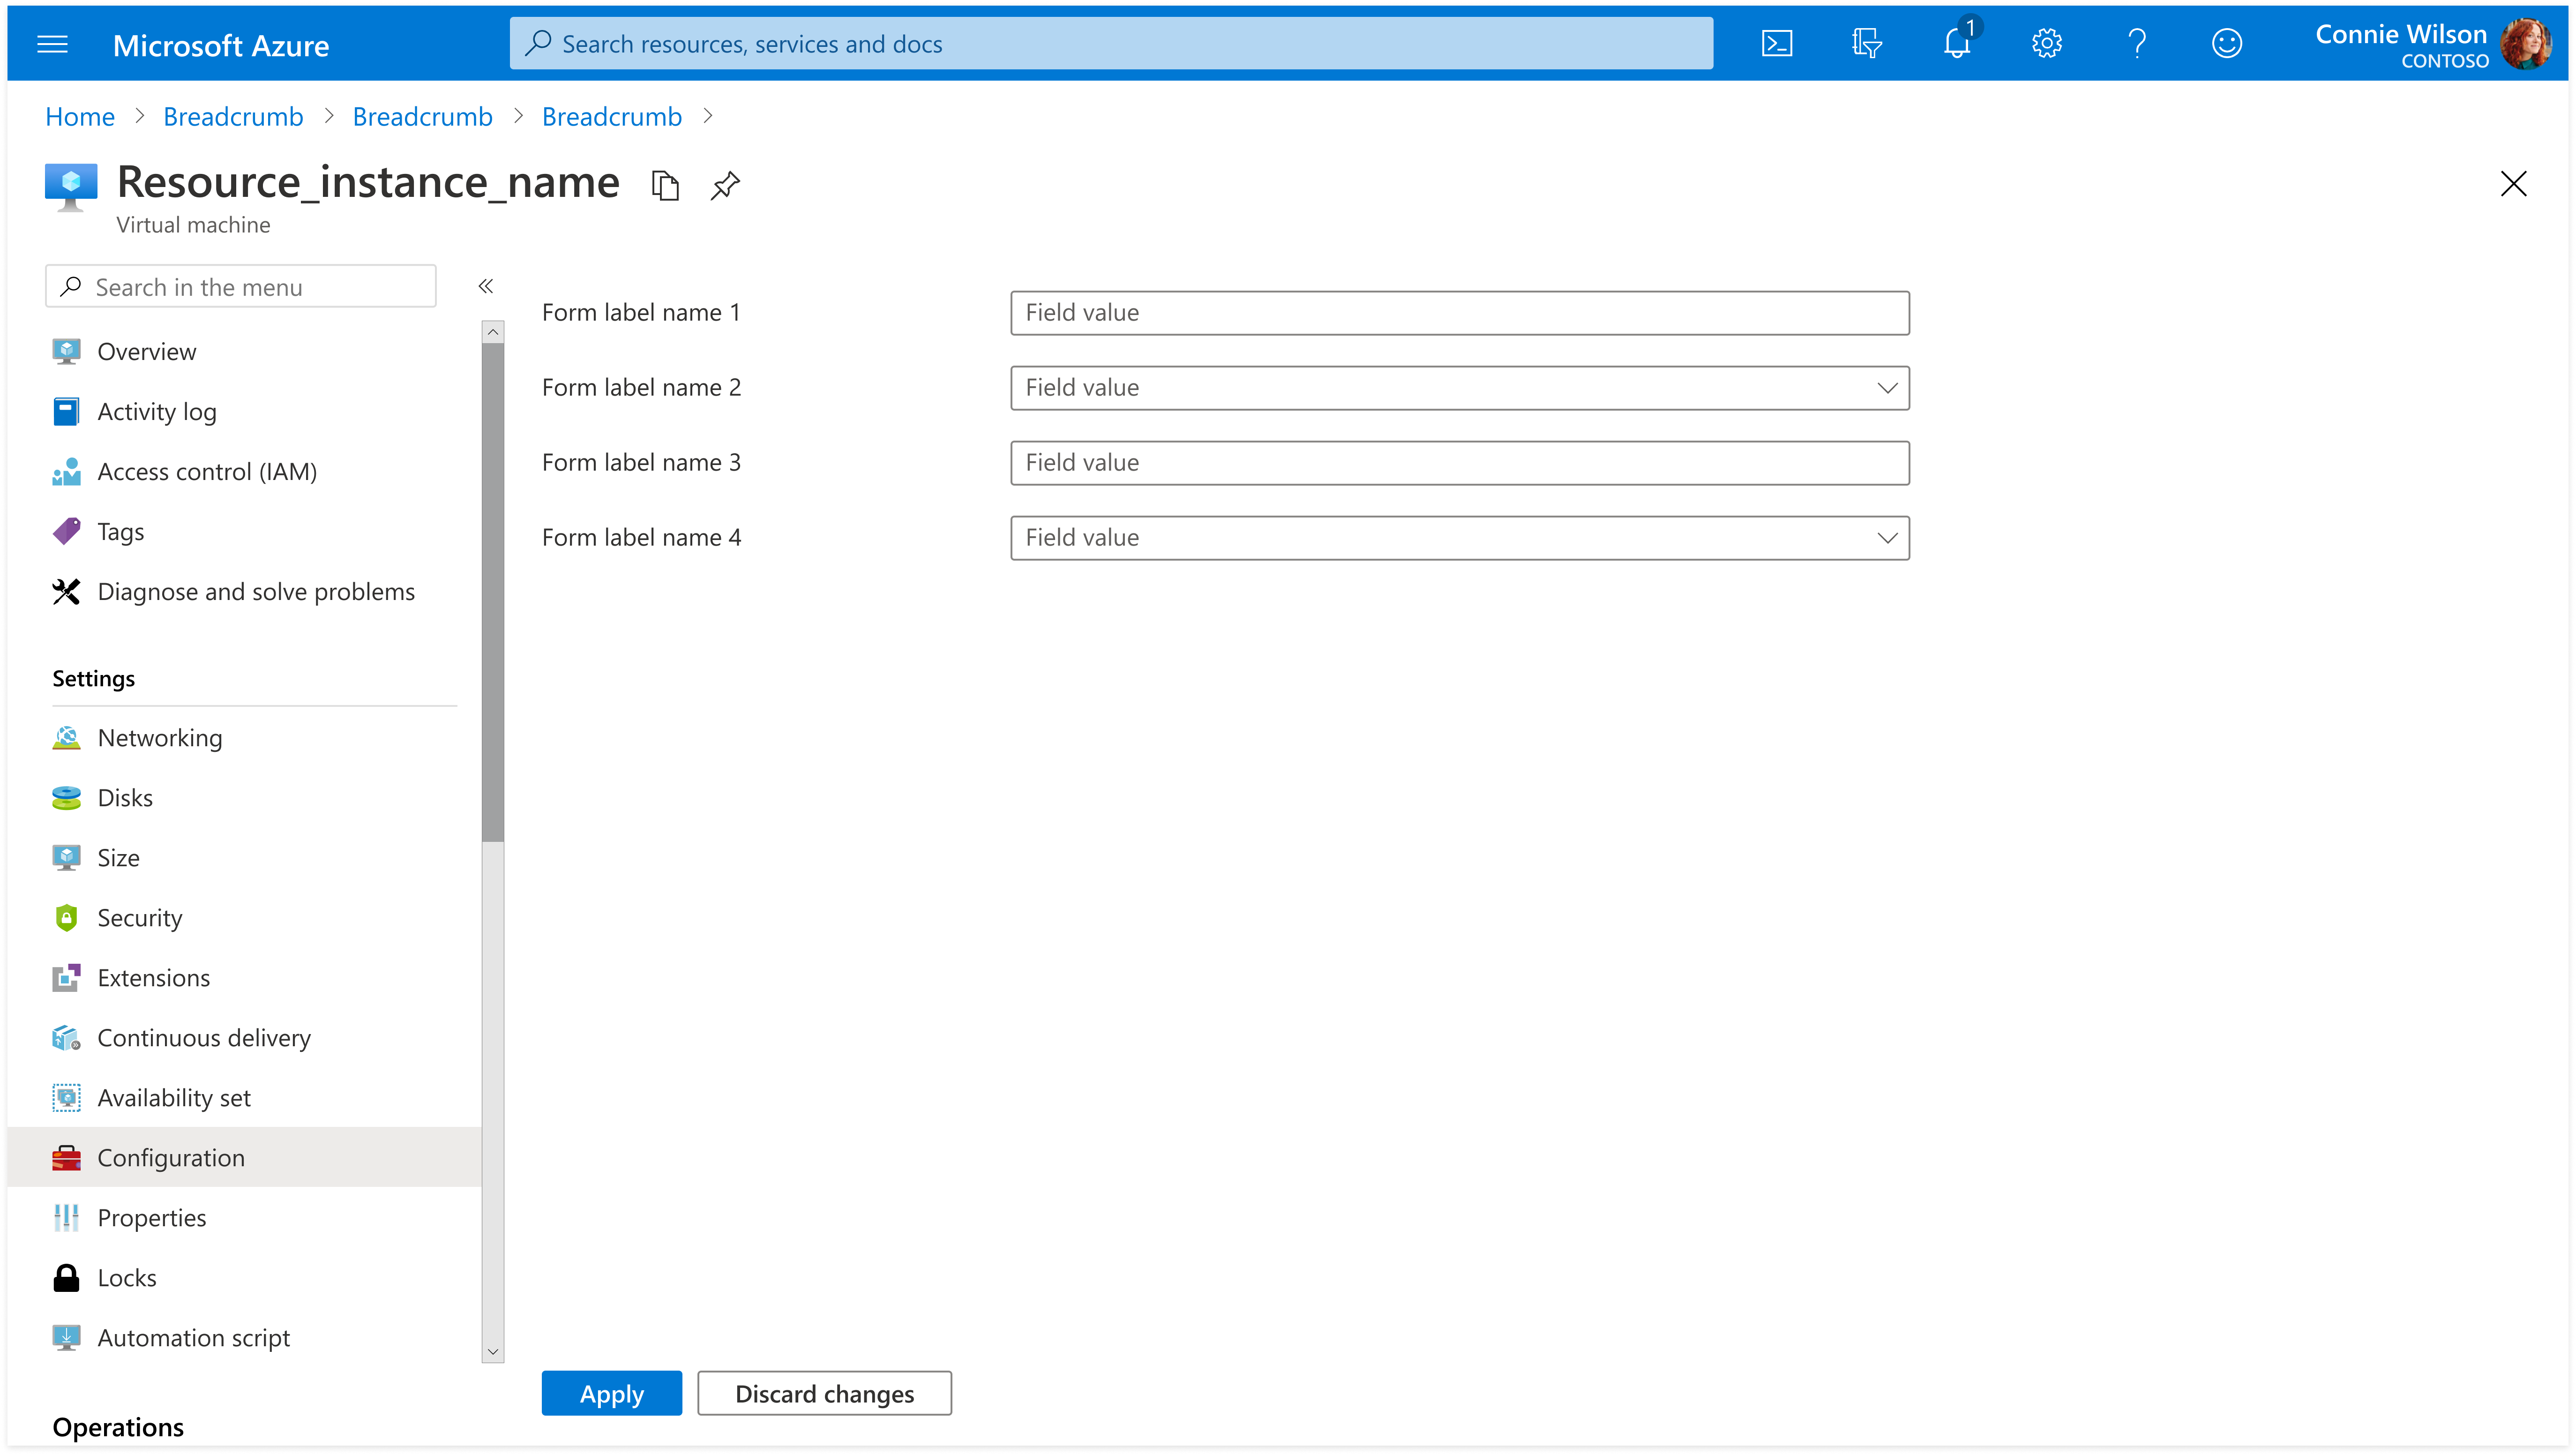 Microsoft Azure
Search resources, services and docs
1
Connie Wilson
CONTOSO
Home > Breadcrumb > Breadcrumb > Breadcrumb >
Resource_instance_name
Virtual machine
Search in the menu
«
Overview
Activity log
Access control (IAM)
Tags
Diagnose and solve problems
Settings
Networking
Disks
Size
Security
Extensions
Continuous delivery
Availability set
Configuration
Properties
Locks
Automation script
Operations
Form label name 1
Field value
Form label name 2
Field value
Form label name 3
Field value
Form label name 4
Field value
Apply
Discard changes